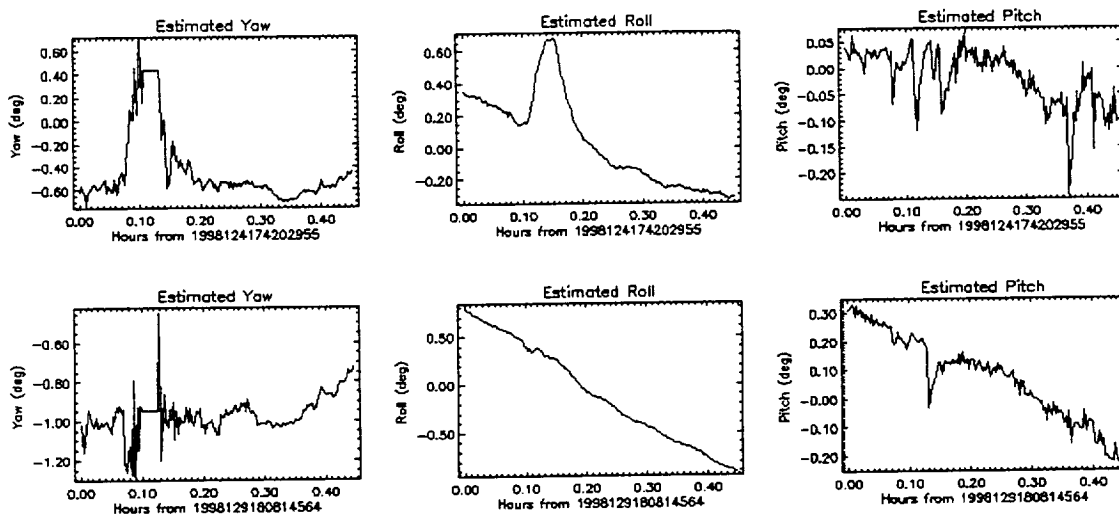 Estimated Yaw
Yaw (deg)
0.60
0.40
0.20
0.00
-0.20
-0.40
-0.60
0.00 0.10 0.20 0.30 0.40
Hours from 1998124174202955
Estimated Roll
Roll (deg)
0.60
0.40
0.20
0.00
-0.20
0.00 0.10 0.20 0.30 0.40
Hours from 1998124174202955
Estimated Pitch
Pitch (deg)
0.05
0.00
-0.05
-0.10
-0.15
-0.20
0.00 0.10 0.20 0.30 0.40
Hours from 1998124174202955
Estimated Yaw
Yaw (deg)
-0.60
-0.80
-1.00
-1.20
0.00 0.10 0.20 0.30 0.40
Hours from 1998129180814564
Estimated Roll
Roll (deg)
0.50
0.00
-0.50
0.00 0.10 0.20 0.30 0.40
Hours from 1998129180814564
Estimated Pitch
Pitch (deg)
0.30
0.20
0.10
-0.00
-0.10
-0.20
0.00 0.10 0.20 0.30 0.40
Hours from 1998129180814564